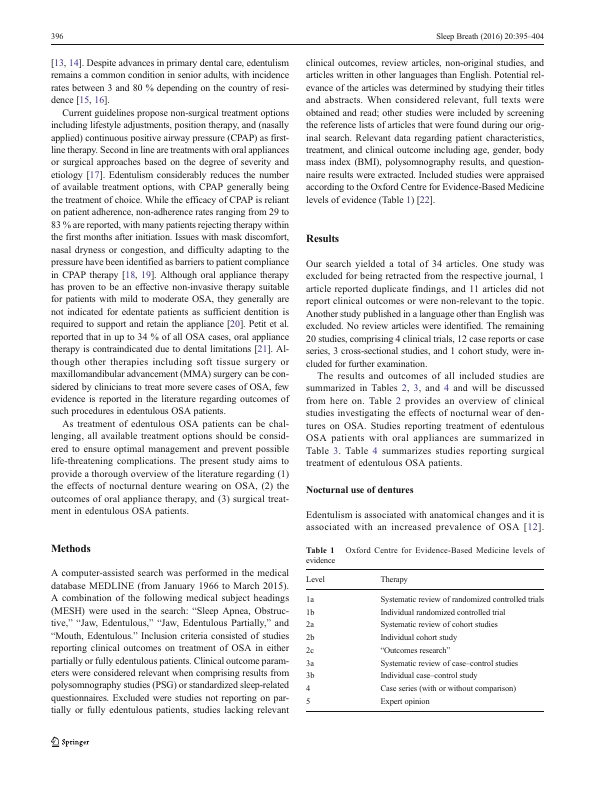 396
Sleep Breath (2016) 20:395–404
[13, 14]. Despite advances in primary dental care, edentulism
remains a common condition in senior adults, with incidence
rates between 3 and 80 % depending on the country of resi-
dence [15, 16].
Current guidelines propose non-surgical treatment options
including lifestyle adjustments, position therapy, and (nasally
applied) continuous positive airway pressure (CPAP) as first-
line therapy. Second in line are treatments with oral appliances
or surgical approaches based on the degree of severity and
etiology [17]. Edentulism considerably reduces the number
of available treatment options, with CPAP generally being
the treatment of choice. While the efficacy of CPAP is reliant
on patient adherence, non-adherence rates ranging from 29 to
83 % are reported, with many patients rejecting therapy within
the first months after initiation. Issues with mask discomfort,
nasal dryness or congestion, and difficulty adapting to the
pressure have been identified as barriers to patient compliance
in CPAP therapy [18, 19]. Although oral appliance therapy
has proven to be an effective non-invasive therapy suitable
for patients with mild to moderate OSA, they generally are
not indicated for edentate patients as sufficient dentition is
required to support and retain the appliance [20]. Petit et al.
reported that in up to 34 % of all OSA cases, oral appliance
therapy is contraindicated due to dental limitations [21]. Al-
though other therapies including soft tissue surgery or
maxillomandibular advancement (MMA) surgery can be con-
sidered by clinicians to treat more severe cases of OSA, few
evidence is reported in the literature regarding outcomes of
such procedures in edentulous OSA patients.
As treatment of edentulous OSA patients can be chal-
lenging, all available treatment options should be consid-
ered to ensure optimal management and prevent possible
life-threatening complications. The present study aims to
provide a thorough overview of the literature regarding (1)
the effects of nocturnal denture wearing on OSA, (2) the
outcomes of oral appliance therapy, and (3) surgical treat-
ment in edentulous OSA patients.
Methods
A computer-assisted search was performed in the medical
database MEDLINE (from January 1966 to March 2015).
A combination of the following medical subject headings
(MESH) were used in the search: “Sleep Apnea, Obstruc-
tive,” “Jaw, Edentulous,” “Jaw, Edentulous Partially,” and
“Mouth, Edentulous.” Inclusion criteria consisted of studies
reporting clinical outcomes on treatment of OSA in either
partially or fully edentulous patients. Clinical outcome param-
eters were considered relevant when comprising results from
polysomnography studies (PSG) or standardized sleep-related
questionnaires. Excluded were studies not reporting on par-
tially or fully edentulous patients, studies lacking relevant
clinical outcomes, review articles, non-original studies, and
articles written in other languages than English. Potential rel-
evance of the articles was determined by studying their titles
and abstracts. When considered relevant, full texts were
obtained and read; other studies were included by screening
the reference lists of articles that were found during our orig-
inal search. Relevant data regarding patient characteristics,
treatment, and clinical outcome including age, gender, body
mass index (BMI), polysomnography results, and question-
naire results were extracted. Included studies were appraised
according to the Oxford Centre for Evidence-Based Medicine
levels of evidence (Table 1) [22].
Results
Our search yielded a total of 34 articles. One study was
excluded for being retracted from the respective journal, 1
article reported duplicate findings, and 11 articles did not
report clinical outcomes or were non-relevant to the topic.
Another study published in a language other than English was
excluded. No review articles were identified. The remaining
20 studies, comprising 4 clinical trials, 12 case reports or case
series, 3 cross-sectional studies, and 1 cohort study, were in-
cluded for further examination.
The results and outcomes of all included studies are
summarized in Tables 2, 3, and 4 and will be discussed
from here on. Table 2 provides an overview of clinical
studies investigating the effects of nocturnal wear of den-
tures on OSA. Studies reporting treatment of edentulous
OSA patients with oral appliances are summarized in
Table 3. Table 4 summarizes studies reporting surgical
treatment of edentulous OSA patients.
Nocturnal use of dentures
Edentulism is associated with anatomical changes and it is
associated with an increased prevalence of OSA [12].
Table 1 Oxford Centre for Evidence-Based Medicine levels of
evidence
Level Therapy
1a Systematic review of randomized controlled trials
1b Individual randomized controlled trial
2a Systematic review of cohort studies
2b Individual cohort study
2c “Outcomes research”
3a Systematic review of case–control studies
3b Individual case–control study
4 Case series (with or without comparison)
5 Expert opinion
Springer